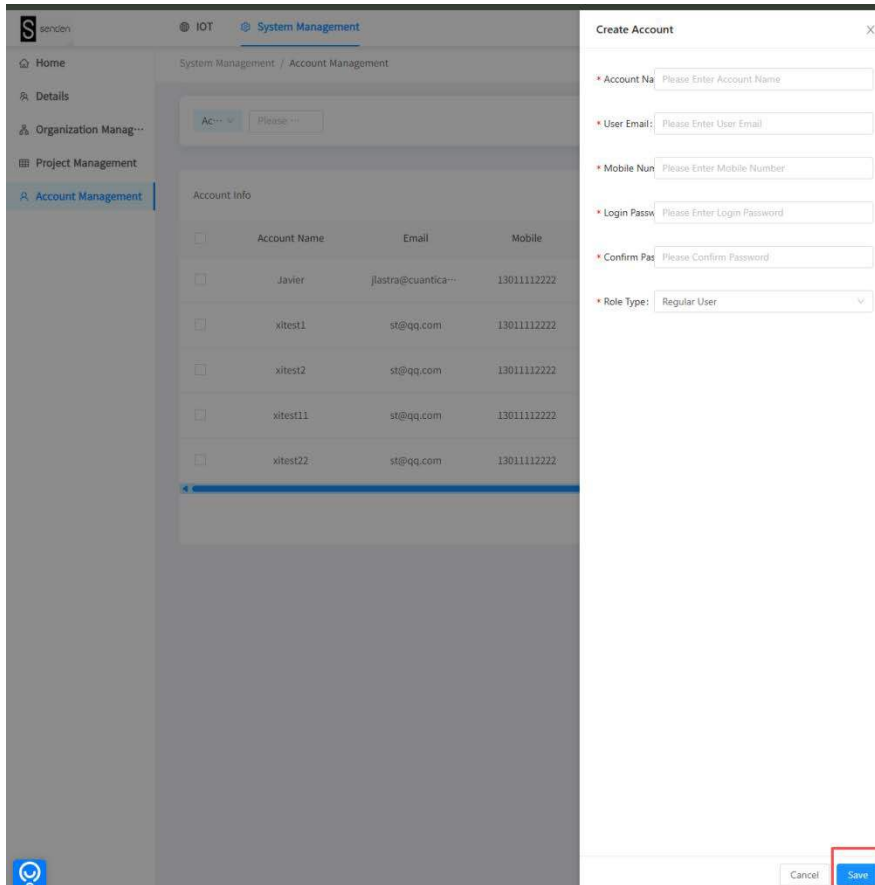 S senden
IOT
System Management
Home
Details
Organization Manag···
Project Management
Account Management
System Management / Account Management
Ac···
Please ···
Account Info
Account Name Email Mobile
Javier jlastra@cuantica··· 13011112222
xitest1 st@qq.com 13011112222
xitest2 st@qq.com 13011112222
xitest11 st@qq.com 13011112222
xitest22 st@qq.com 13011112222
Create Account
* Account Na Please Enter Account Name
* User Email: Please Enter User Email
* Mobile Num Please Enter Mobile Number
* Login Passw Please Enter Login Password
* Confirm Pas Please Confirm Password
* Role Type: Regular User
Cancel
Save